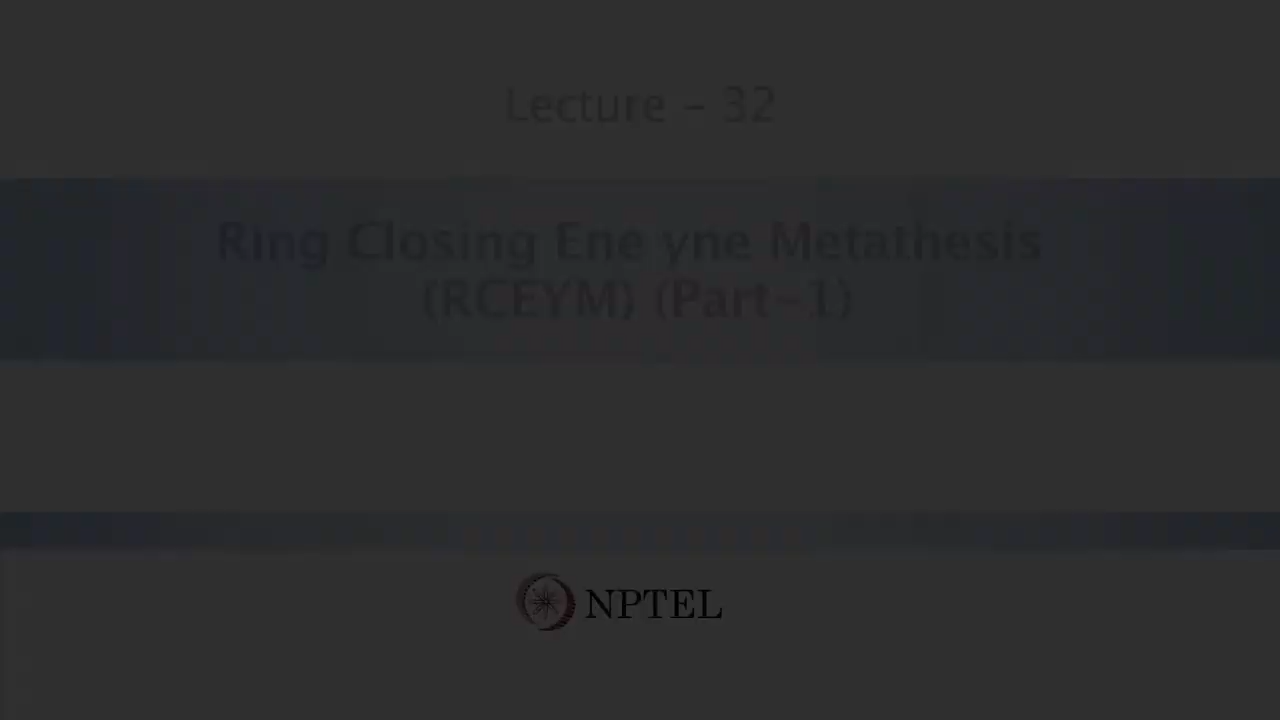 Lecture - 32
Ring Closing Ene yne Metathesis
(RCEYM) (Part-1)
NPTEL